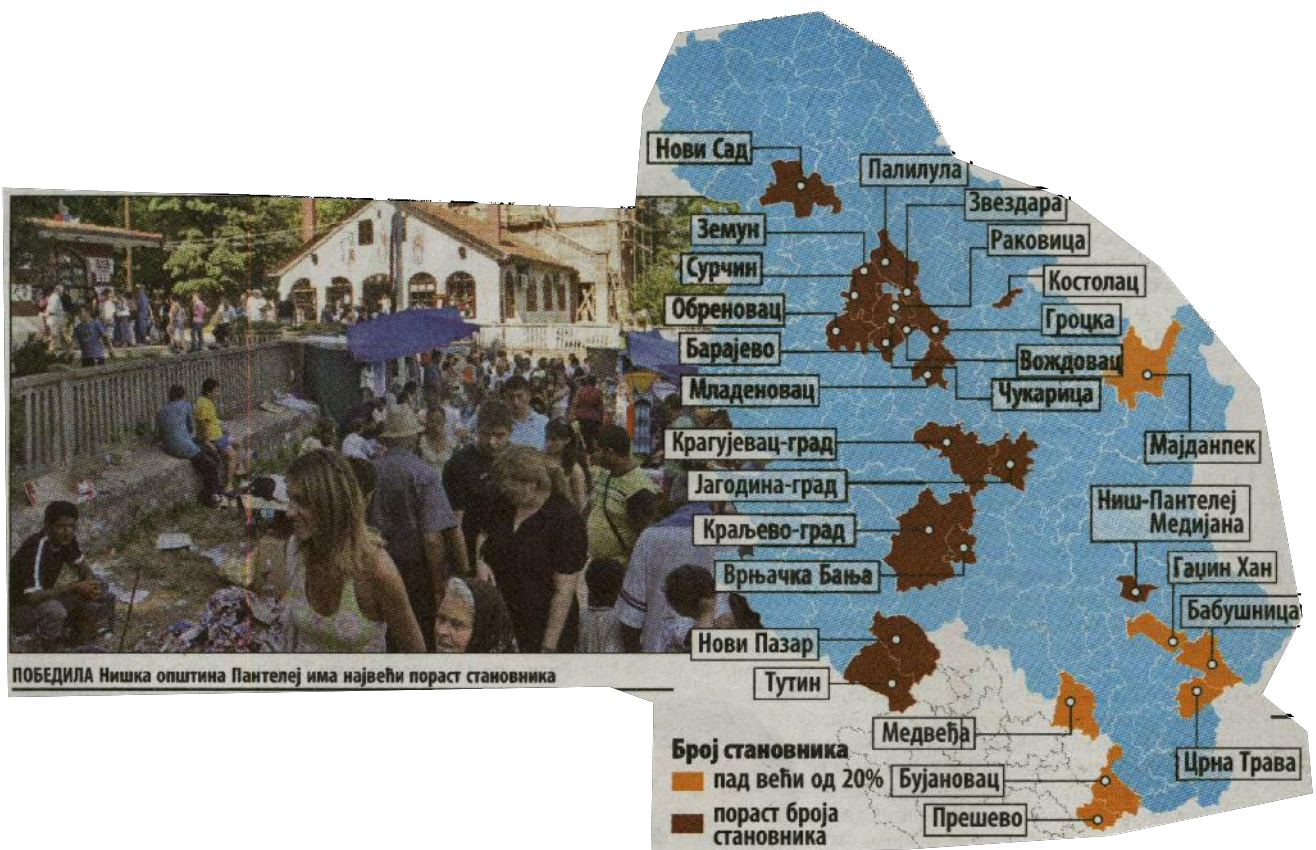 Нови Сад
Палилула
Звездара
Земун
Раковица
Сурчин
Костолац
Обреновац
Гроцка
Барајево
Вождовац
Младеновац
Чукарица
Крагујевац-град
Мајданпек
Јагодина-град
Ниш-Пантелеј
Медијана
Краљево-град
Гаџин Хан
Врњачка Бања
Бабушница
Нови Пазар
ПОБЕДИЛА Нишка општина Пантелеј има највећи пораст становника
Тутин
Медвеђа
Црна Трава
Број становника
пад већи од 20%
Бујановац
пораст броја
становника
Прешево